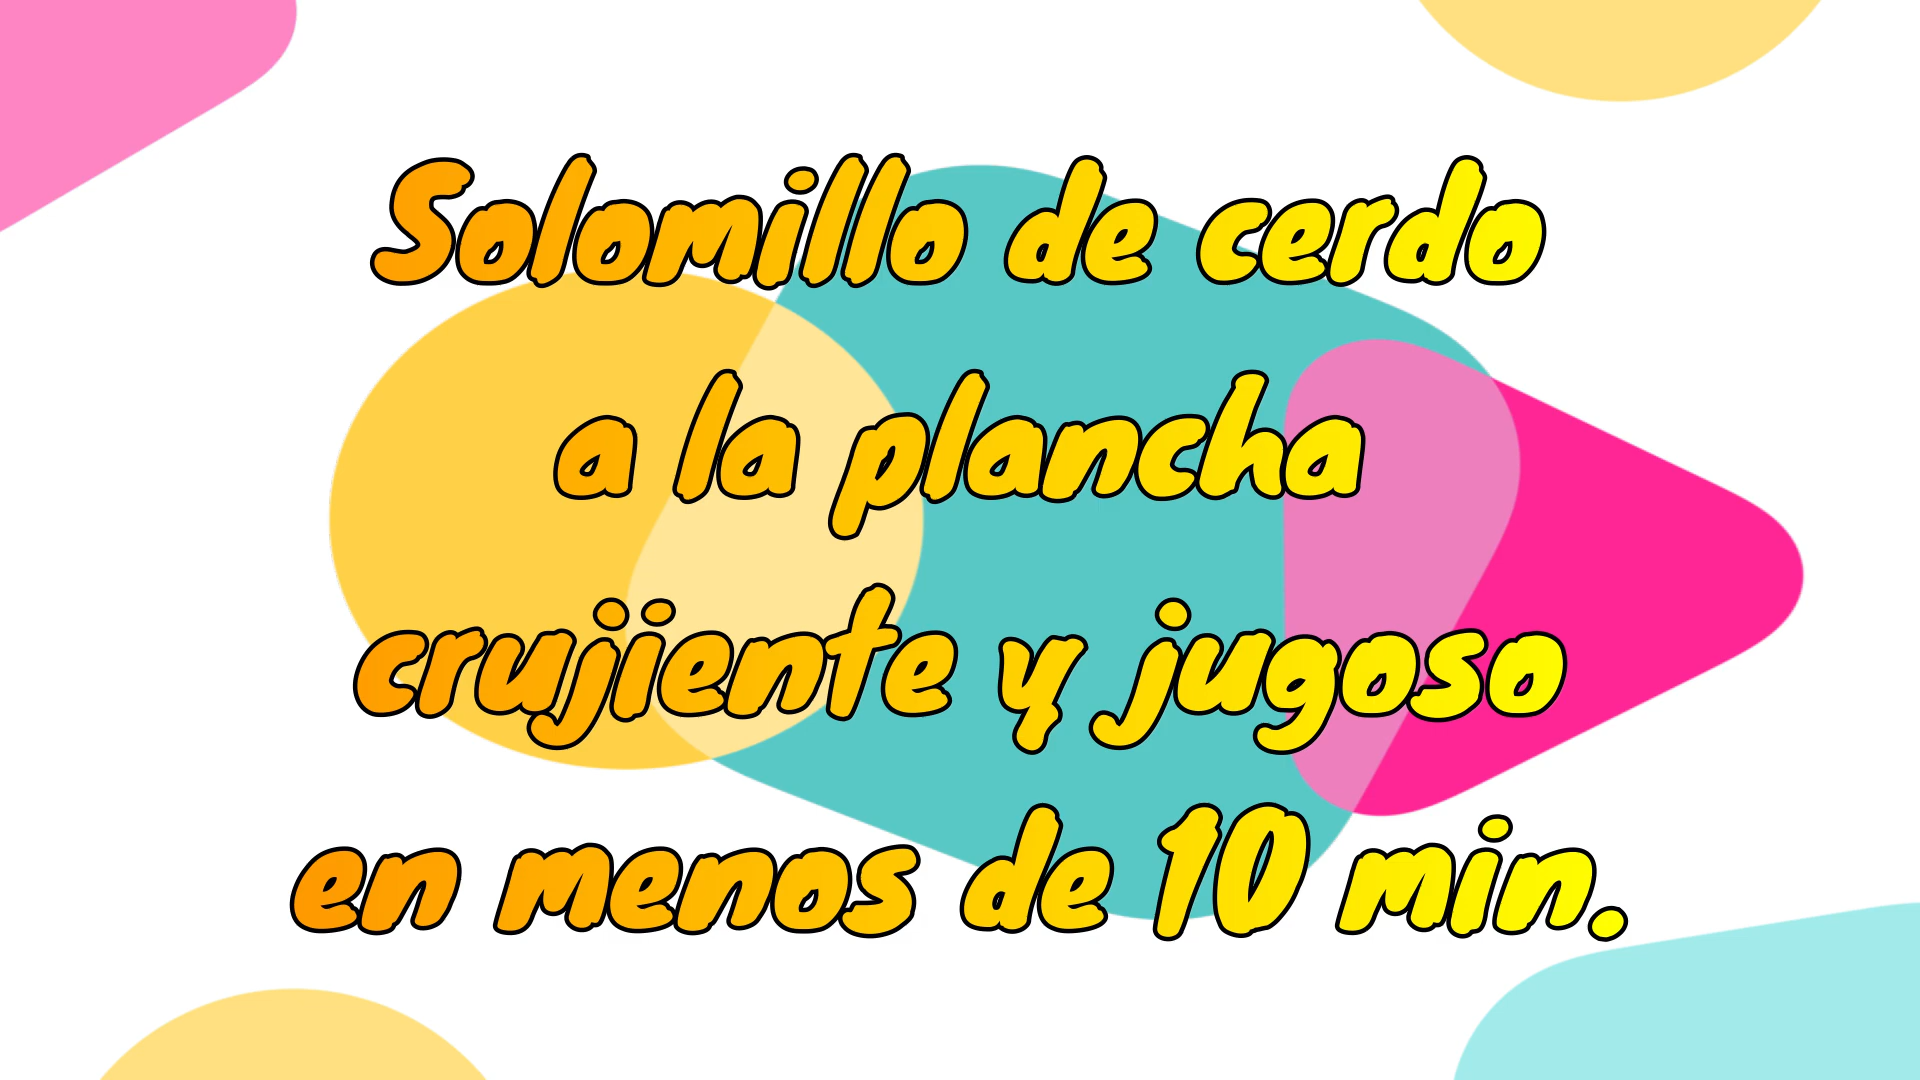 Solomillo de cerdo
a la plancha
crujiente y jugoso
en menos de 10 min.